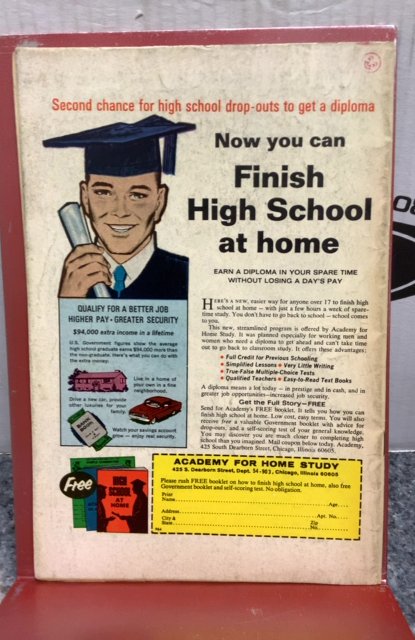 Second chance for high school drop-outs to get a diploma
Now you can
Finish
High School
at home
EARN A DIPLOMA IN YOUR SPARE TIME
WITHOUT LOSING A DAY'S PAY
QUALIFY FOR A BETTER JOB
HIGHER PAY • GREATER SECURITY
$94,000 extra income in a lifetime
U.S. Government figures show the average
high school graduate earns $94,000 more than
the non-graduate. Here's what you can do with
the extra money:
Live in a home of
your own in a fine
neighborhood.
Drive a new car, provide
other luxuries for your
family.
Watch your savings account
grow — enjoy real security.
HERE'S A NEW, easier way for anyone over 17 to finish high
school at home — with just a few hours a week of spare-
time study. You don't have to go back to school — school comes
to you.
This new, streamlined program is offered by Academy for
Home Study. It was planned especially for working men and
women who need a diploma to get ahead and can't take time
out to go back to classroom study. It offers these advantages:
• Full Credit for Previous Schooling
• Simplified Lessons • Very Little Writing
• True-False Multiple-Choice Tests
• Qualified Teachers • Easy-to-Read Text Books
A diploma means a lot today — in prestige and in cash, and in
greater job opportunities—increased job security.
Get the Full Story—FREE
Send for Academy's FREE booklet. It tells you how you can
finish high school at home. Low cost, easy terms. You will also
receive free a valuable Government booklet with advice for
drop-outs, and a self-scoring test of your general knowledge.
You may discover you are much closer to completing high
school than you imagined. Mail coupon below today. Academy,
425 South Dearborn Street, Chicago, Illinois 60605.
Free
HIGH
SCHOOL
AT
HOME
ACADEMY FOR HOME STUDY
425 S. Dearborn Street, Dept. 14-103, Chicago, Illinois 60605
Please rush FREE booklet on how to finish high school at home, also free
Government booklet and self-scoring test. No obligation.
Print
Name Age
Address Apt. No.
City & Zip
State No.